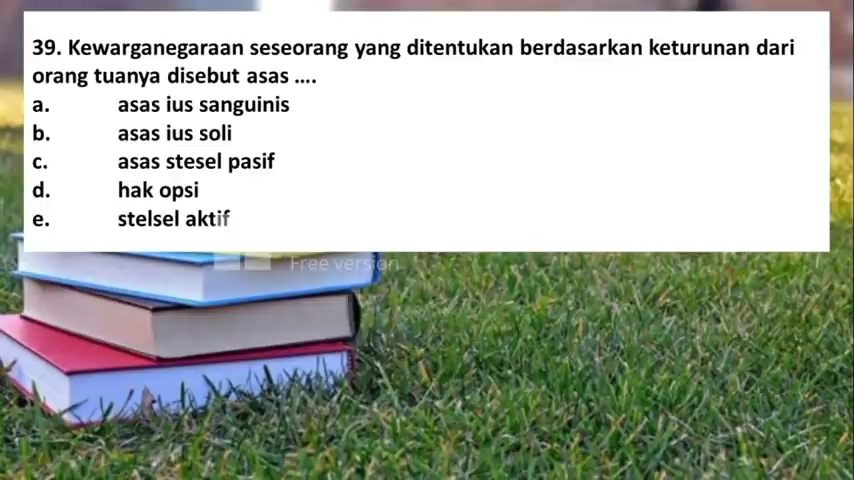 39. Kewarganegaraan seseorang yang ditentukan berdasarkan keturunan dari
orang tuanya disebut asas ....
a. asas ius sanguinis
b. asas ius soli
c. asas stesel pasif
d. hak opsi
e. stelsel aktif
Free version